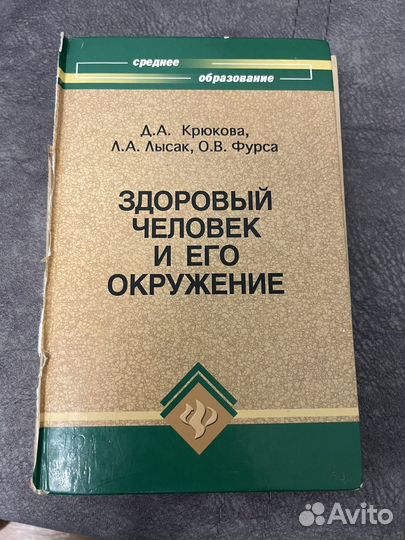 среднее
образование
Д.А. Крюкова,
Л.А. Лысак, О.В. Фурса
ЗДОРОВЫЙ
ЧЕЛОВЕК
И ЕГО
ОКРУЖЕНИЕ
Avito